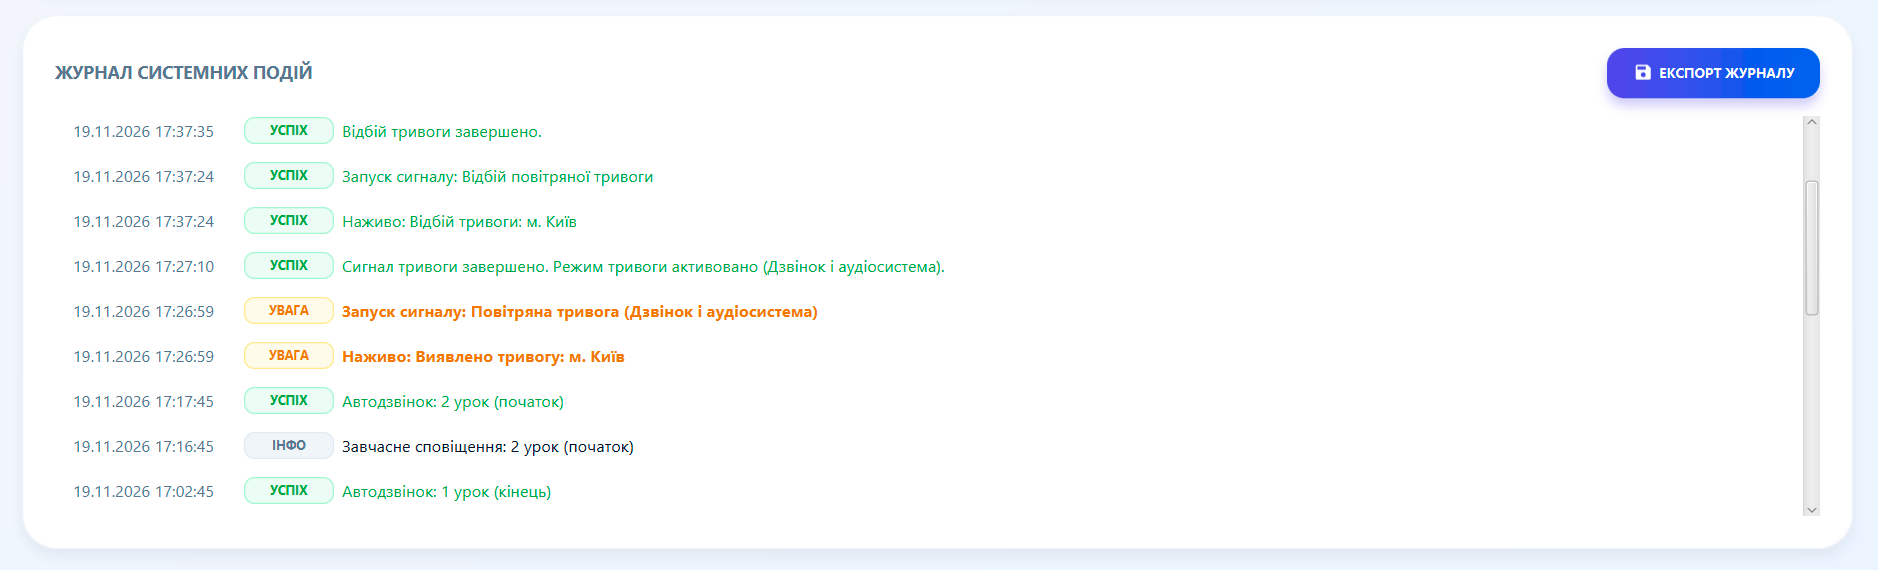 ЖУРНАЛ СИСТЕМНИХ ПОДІЙ
ЕКСПОРТ ЖУРНАЛУ
19.11.2026 17:37:35 УСПІХ Відбій тривоги завершено.
19.11.2026 17:37:24 УСПІХ Запуск сигналу: Відбій повітряної тривоги
19.11.2026 17:37:24 УСПІХ Наживо: Відбій тривоги: м. Київ
19.11.2026 17:27:10 УСПІХ Сигнал тривоги завершено. Режим тривоги активовано (Дзвінок і аудіосистема).
19.11.2026 17:26:59 УВАГА Запуск сигналу: Повітряна тривога (Дзвінок і аудіосистема)
19.11.2026 17:26:59 УВАГА Наживо: Виявлено тривогу: м. Київ
19.11.2026 17:17:45 УСПІХ Автодзвінок: 2 урок (початок)
19.11.2026 17:16:45 ІНФО Завчасне сповіщення: 2 урок (початок)
19.11.2026 17:02:45 УСПІХ Автодзвінок: 1 урок (кінець)